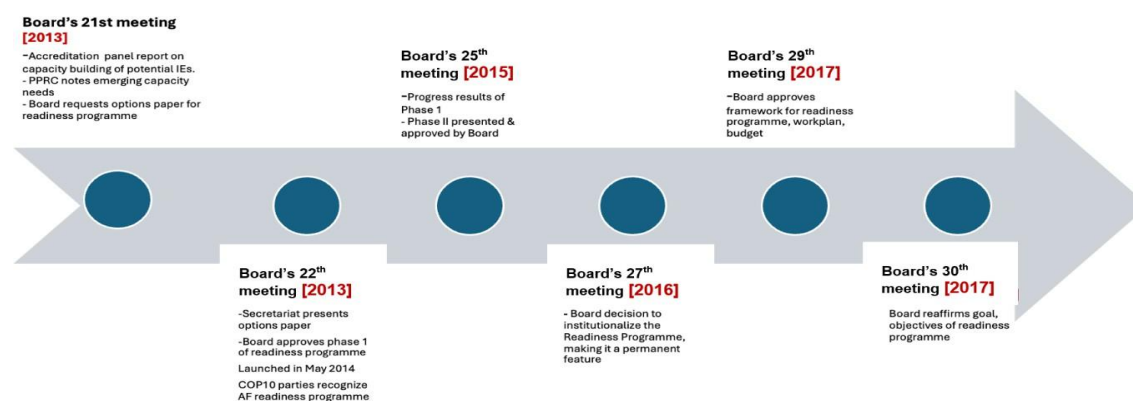 Board's 21st meeting
[2013]
-Accreditation panel report on
capacity building of potential IEs.
- PPRC notes emerging capacity
needs
- Board requests options paper for
readiness programme
Board's 22th
meeting [2013]
-Secretariat presents
options paper
-Board approves phase 1
of readiness programme
Launched in May 2014
COP10 parties recognize
AF readiness programme
Board's 25th
meeting [2015]
-Progress results of
Phase 1
- Phase II presented &
approved by Board
Board's 27th
meeting [2016]
- Board decision to
institutionalize the
Readiness Programme,
making it a permanent
feature
Board's 29th
meeting [2017]
-Board approves
framework for readiness
programme, workplan,
budget
Board's 30th
meeting [2017]
Board reaffirms goal,
objectives of readiness
programme